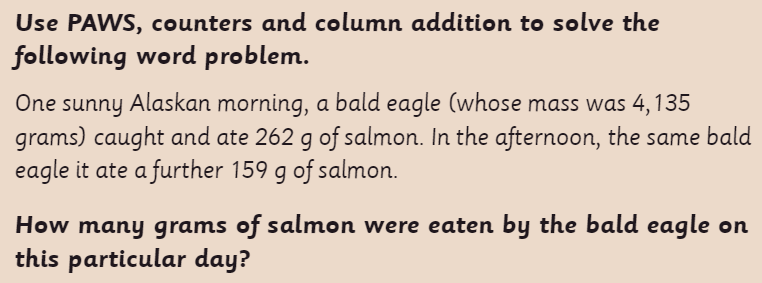 Use PAWS, counters and column addition to solve the
following word problem.
One sunny Alaskan morning, a bald eagle (whose mass was 4,135
grams) caught and ate 262 g of salmon. In the afternoon, the same bald
eagle it ate a further 159 g of salmon.
How many grams of salmon were eaten by the bald eagle on
this particular day?